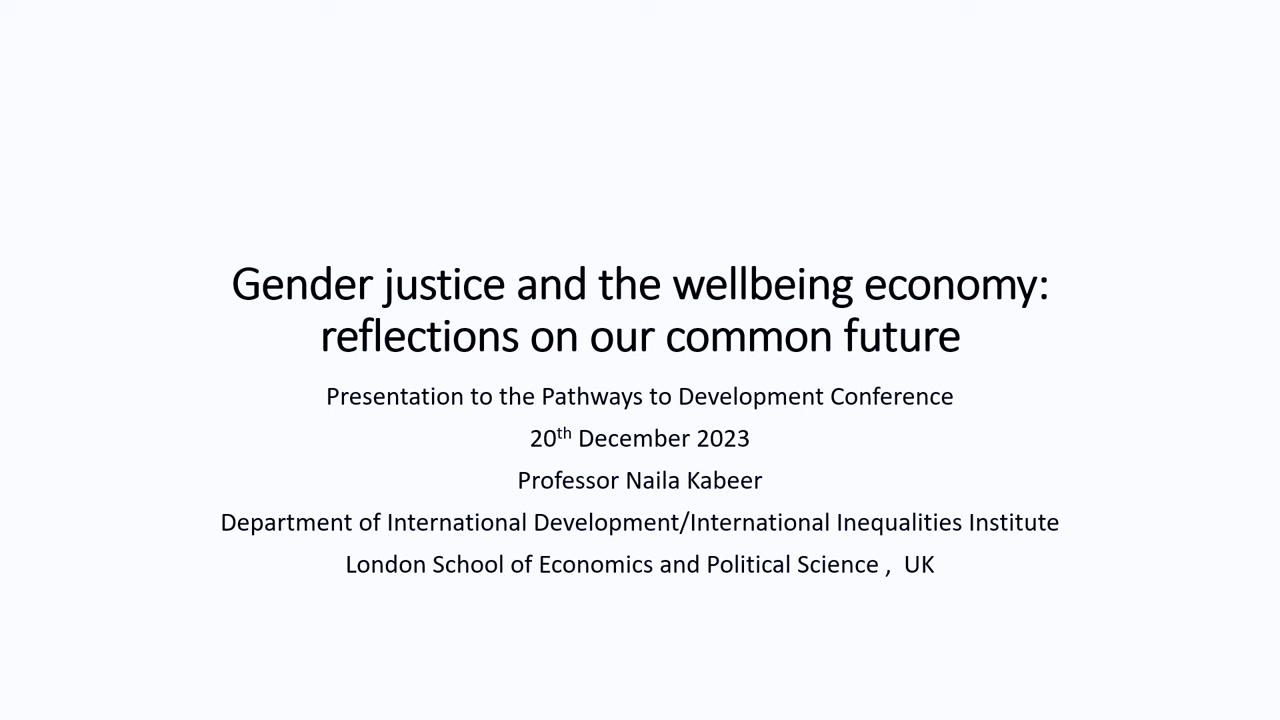 Gender justice and the wellbeing economy:
reflections on our common future
Presentation to the Pathways to Development Conference
20th December 2023
Professor Naila Kabeer
Department of International Development/International Inequalities Institute
London School of Economics and Political Science ,  UK